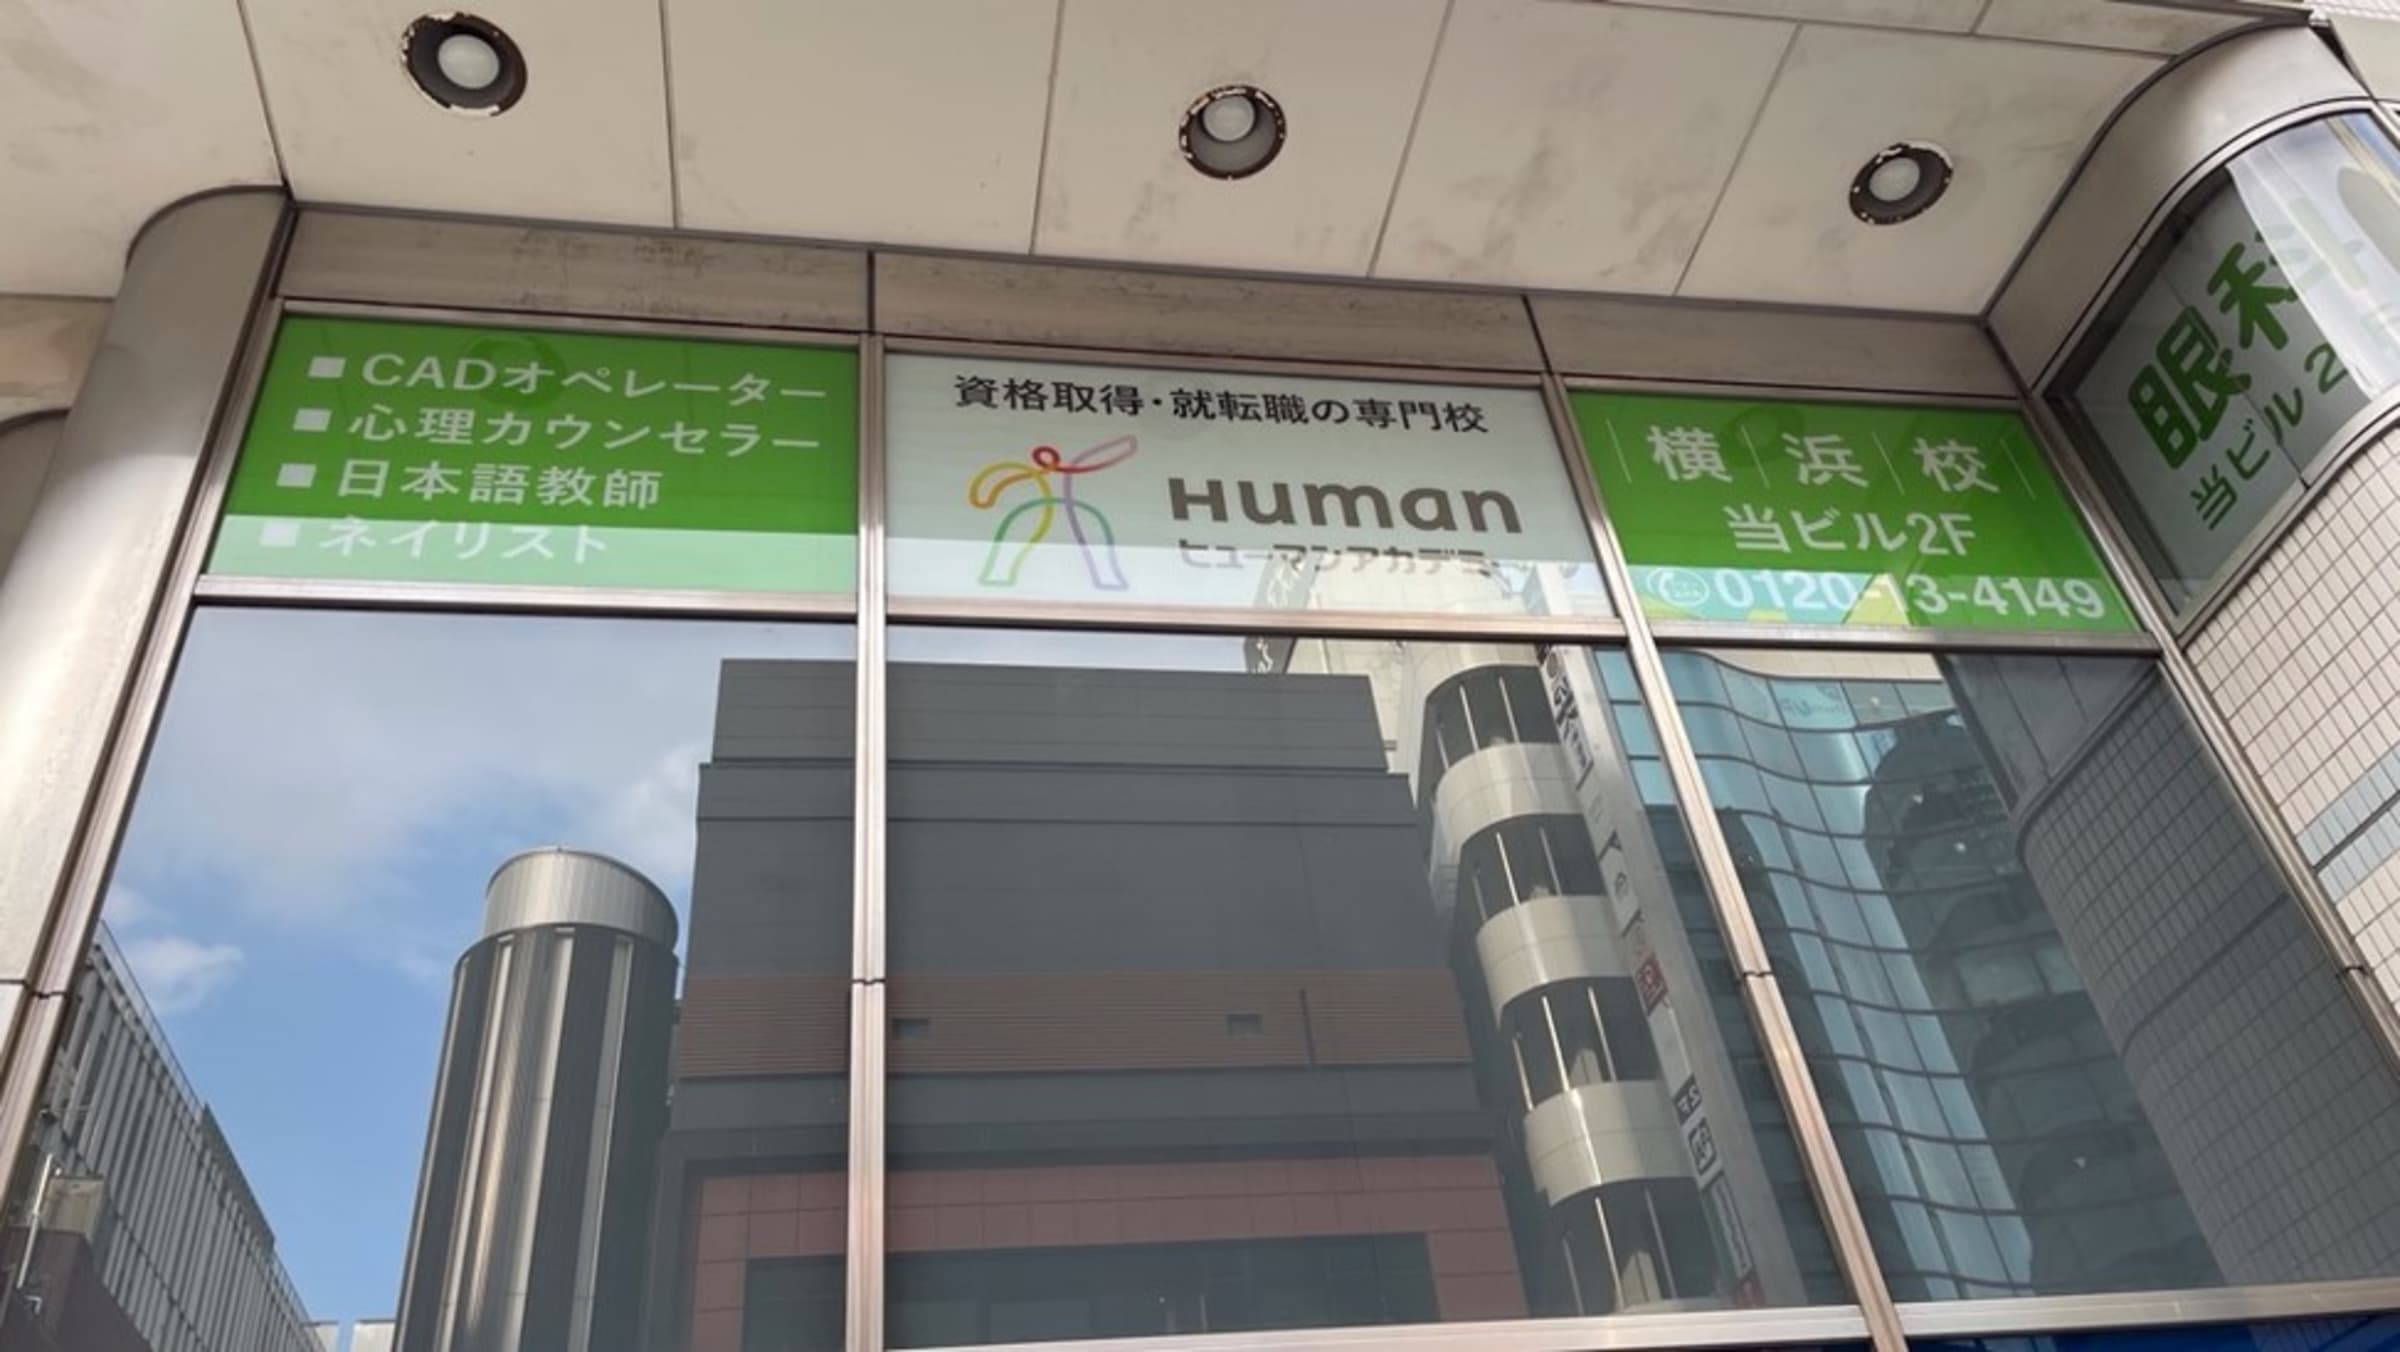 ■CADオペレーター
■心理カウンセラー
■日本語教師
■ネイリスト
資格取得・就転職の専門校
Human
ヒューマンアカデミー
横浜校
当ビル2F
0120-13-4149
眼科
当ビル2